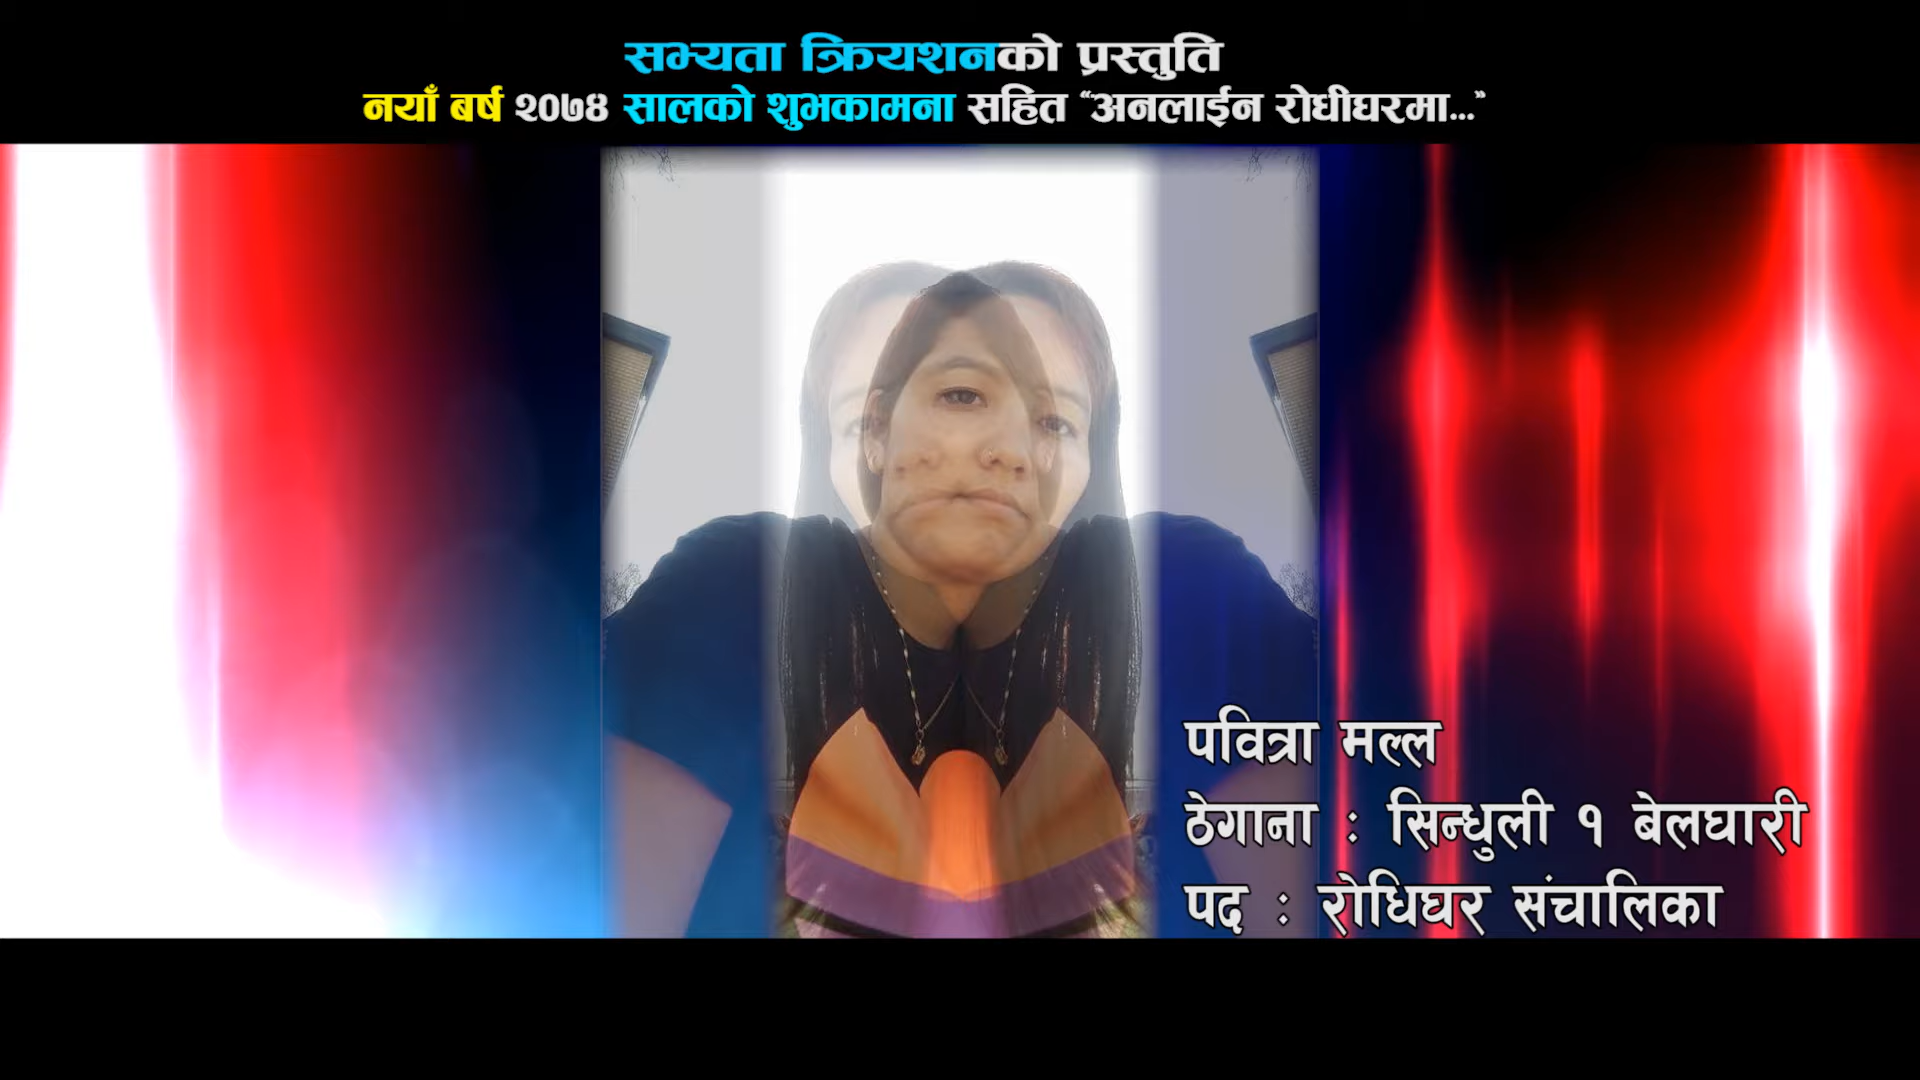 सभ्यता क्रियशनको प्रस्तुति
नयाँ बर्ष २०७४ सालको शुभकामना सहित “अनलाईन रोधीघरमा...”
पवित्रा मल्ल
ठेगाना : सिन्धुली १ बेलघारी
पद : रोधिघर संचालिका